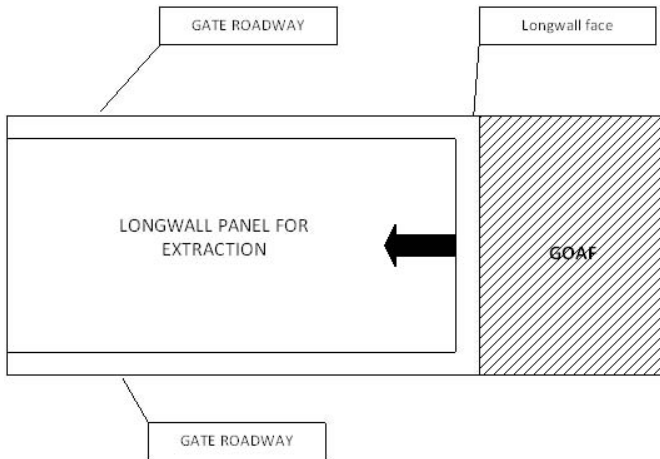 GATE ROADWAY
Longwall face
LONGWALL PANEL FOR
EXTRACTION
GOAF
GATE ROADWAY